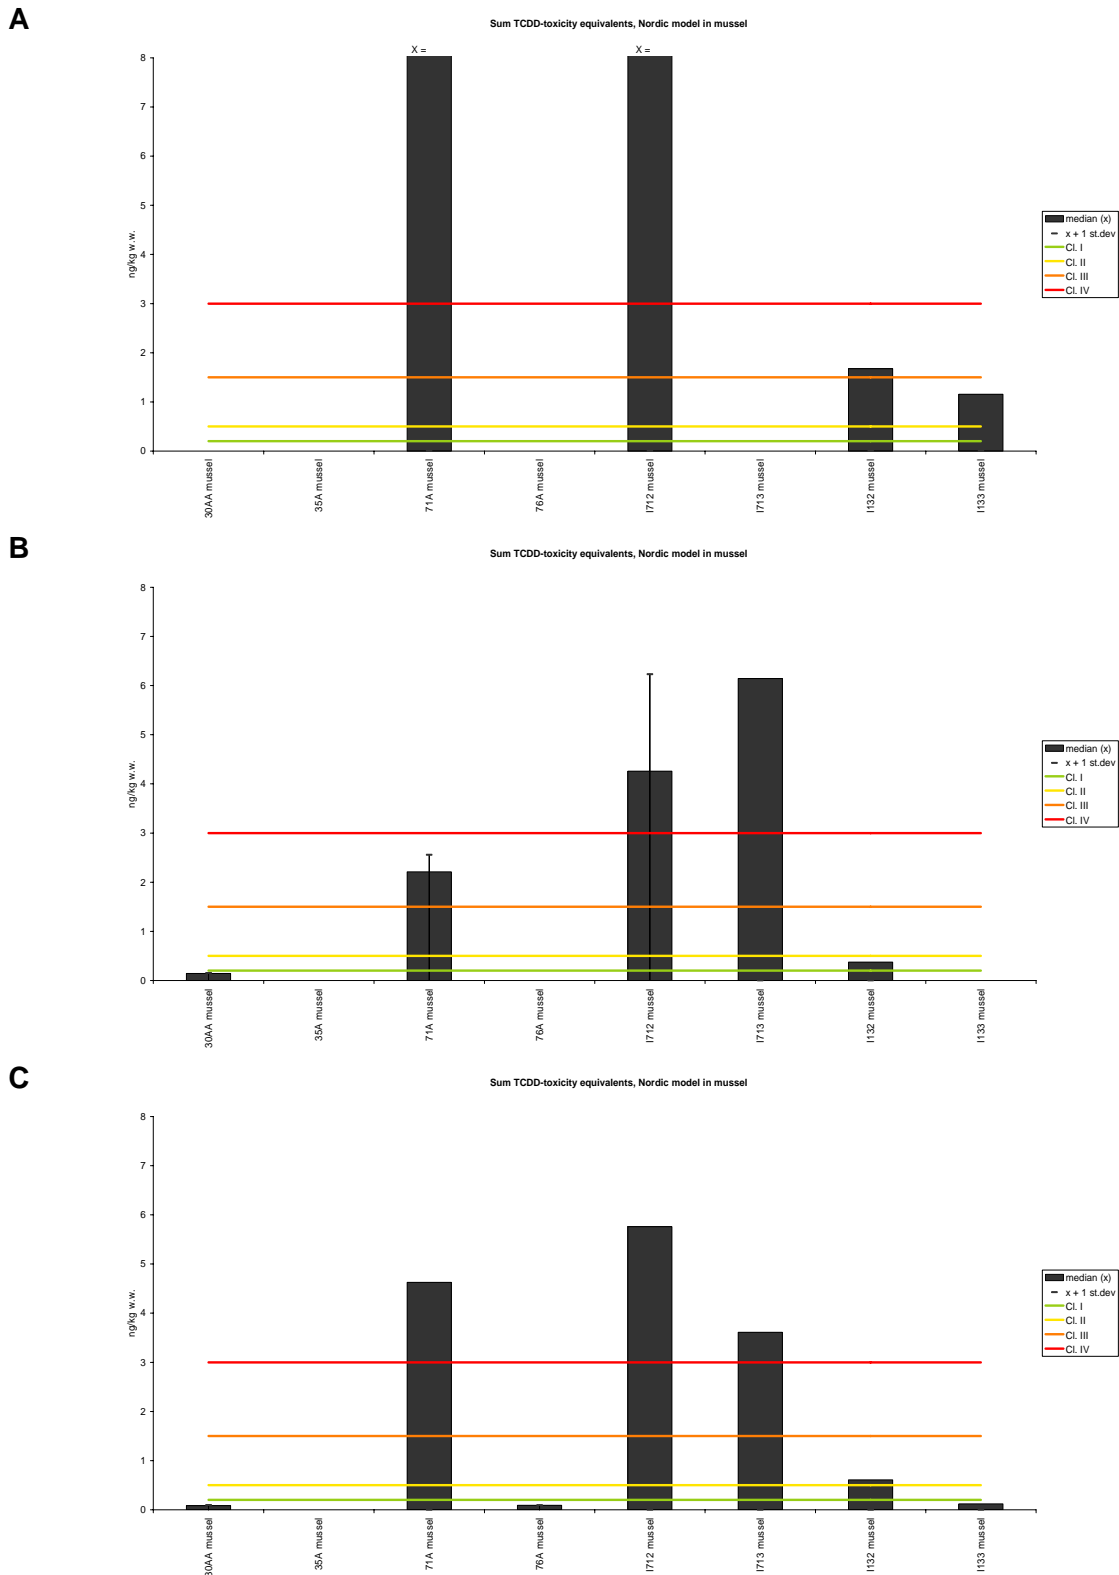 A
Sum TCDD-toxicity equivalents, Nordic model in mussel
X =
X =
8
7
6
5
4
3
2
1
0
ng/kg w.w.
30AA mussel
35A mussel
71A mussel
76A mussel
I712 mussel
I713 mussel
I132 mussel
I133 mussel
median (x)
x + 1 st.dev
Cl. I
Cl. II
Cl. III
Cl. IV
B
Sum TCDD-toxicity equivalents, Nordic model in mussel
8
7
6
5
4
3
2
1
0
ng/kg w.w.
30AA mussel
35A mussel
71A mussel
76A mussel
I712 mussel
I713 mussel
I132 mussel
I133 mussel
median (x)
x + 1 st.dev
Cl. I
Cl. II
Cl. III
Cl. IV
C
Sum TCDD-toxicity equivalents, Nordic model in mussel
8
7
6
5
4
3
2
1
0
ng/kg w.w.
30AA mussel
35A mussel
71A mussel
76A mussel
I712 mussel
I713 mussel
I132 mussel
I133 mussel
median (x)
x + 1 st.dev
Cl. I
Cl. II
Cl. III
Cl. IV